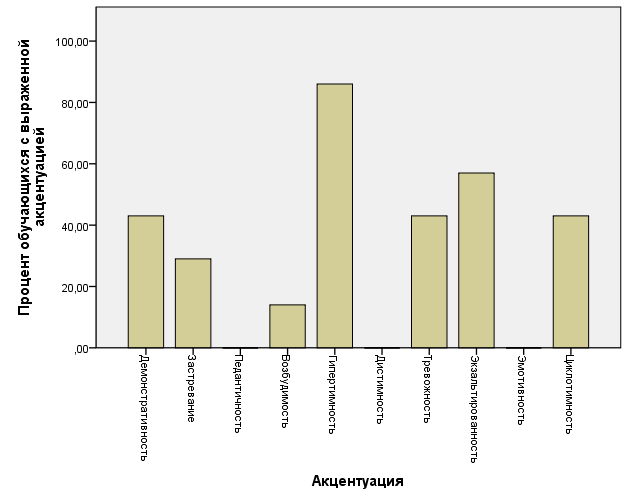 Процент обучающихся с выраженной
акцентуацией
100,00
80,00
60,00
40,00
20,00
,00
Демонстративность
Застревание
Педантичность
Возбудимость
Гипертимность
Дистимность
Тревожность
Экзальтированность
Эмотивность
Циклотимность
Акцентуация